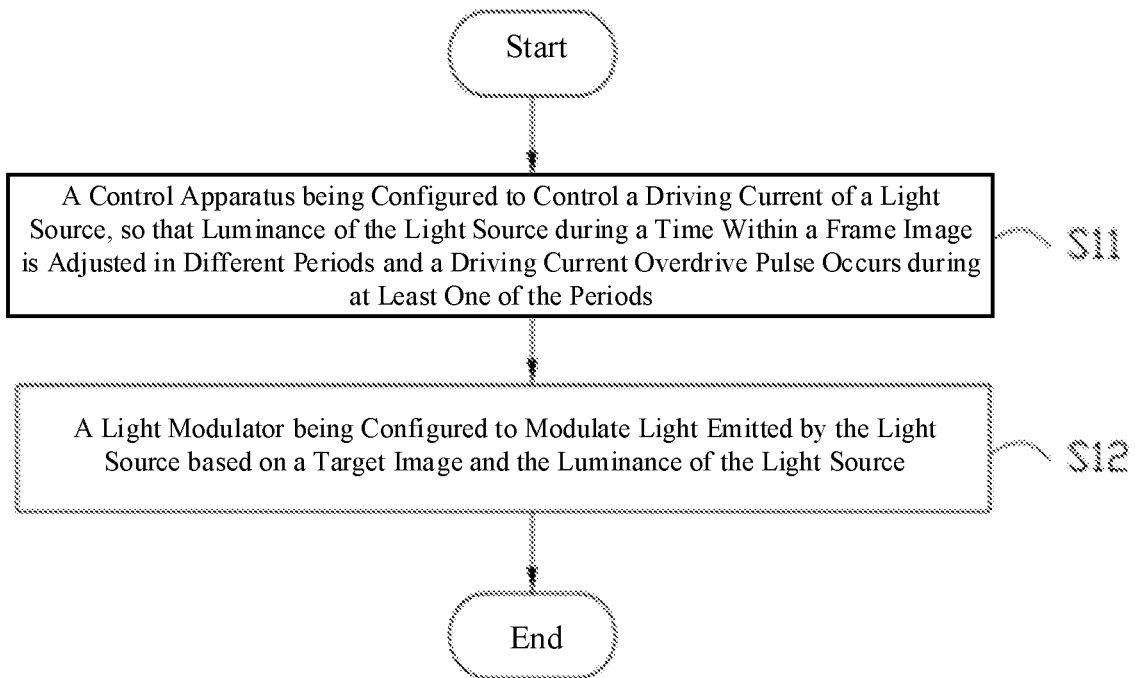 Start
A Control Apparatus being Configured to Control a Driving Current of a Light
Source, so that Luminance of the Light Source during a Time Within a Frame Image
is Adjusted in Different Periods and a Driving Current Overdrive Pulse Occurs during
at Least One of the Periods
S11
A Light Modulator being Configured to Modulate Light Emitted by the Light
Source based on a Target Image and the Luminance of the Light Source
S12
End